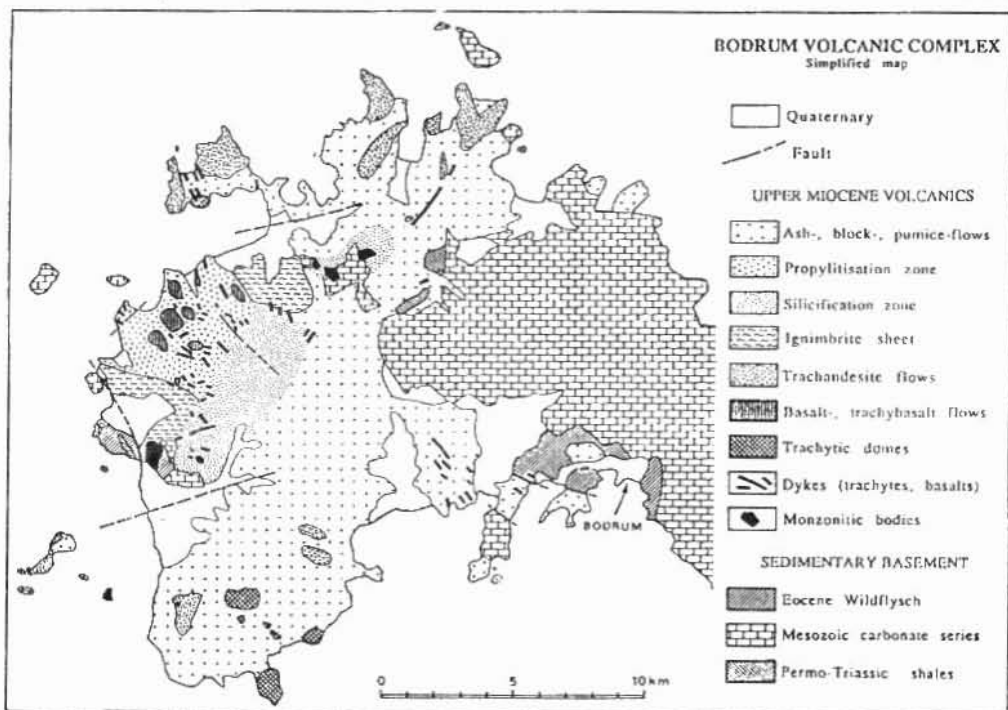 BODRUM VOLCANIC COMPLEX
Simplified map
Quaternary
Fault
UPPER MIOCENE VOLCANICS
Ash-, block-, pumice-flows
Propylitisation zone
Silicification zone
Ignimbrite sheet
Trachandesite flows
Basalt-, trachybasalt flows
Trachytic domes
Dykes (trachytes, basalts)
Monzonitic bodies
SEDIMENTARY BASEMENT
Eocene Wildflysch
Mesozoic carbonate series
Permo-Triassic shales
BODRUM
0 5 10 km